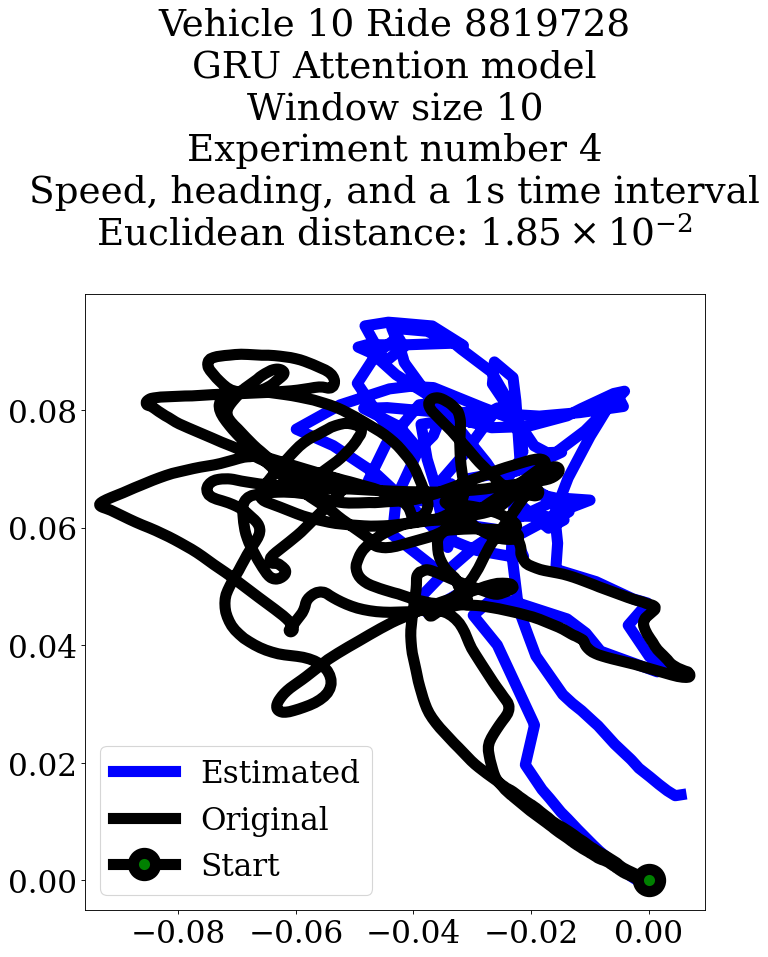 Vehicle 10 Ride 8819728
GRU Attention model
Window size 10
Experiment number 4
Speed, heading, and a 1s time interval
Euclidean distance: 1.85 × 10⁻²
0.08
0.06
0.04
0.02
0.00
Estimated
Original
Start
−0.08 −0.06 −0.04 −0.02 0.00